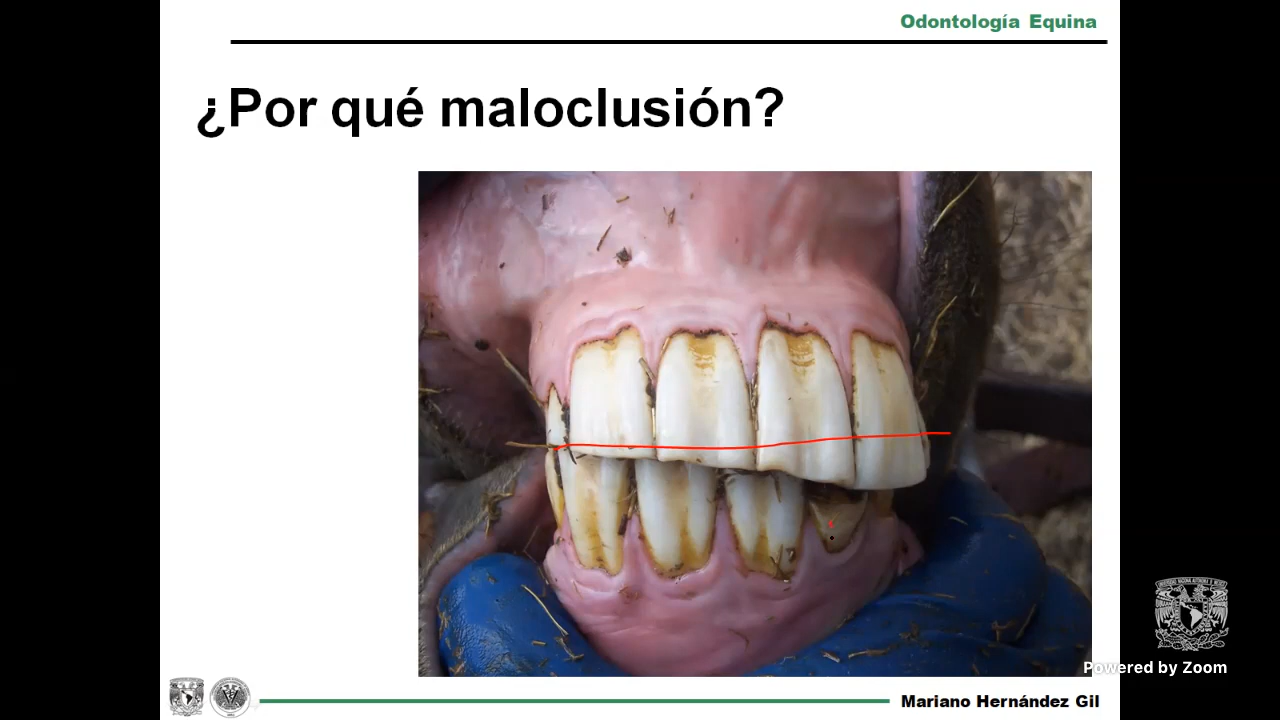 Odontología Equina
¿Por qué maloclusión?
Powered by Zoom
Mariano Hernández Gil